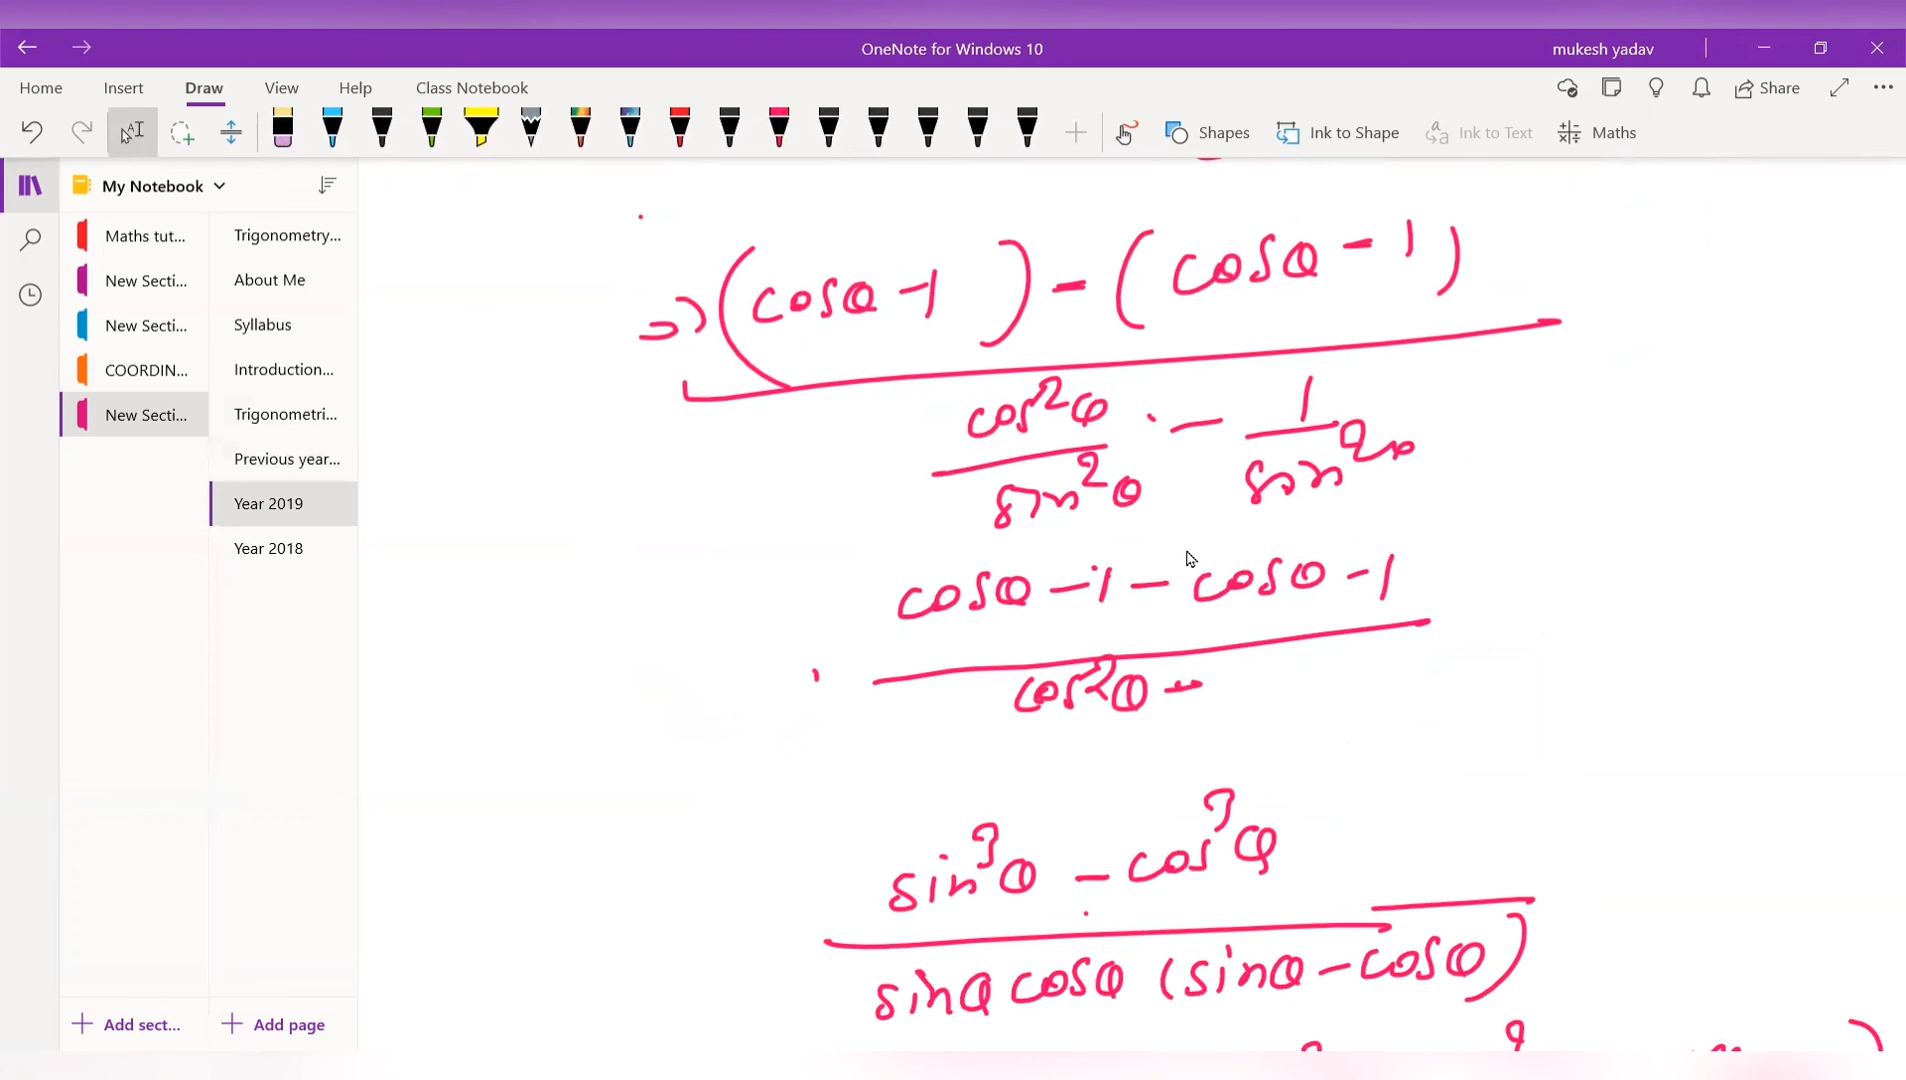 OneNote for Windows 10
mukesh yadav
Home Insert Draw View Help Class Notebook
Share
Shapes Ink to Shape Ink to Text Maths
My Notebook
Maths tut...
New Secti...
New Secti...
COORDIN...
New Secti...
Trigonometry...
About Me
Syllabus
Introduction...
Trigonometri...
Previous year...
Year 2019
Year 2018
Add sect...
Add page
=> (cosθ - 1) - (cosθ - 1)
cos²θ - 1
sin²θ sin²θ
cosθ - 1 - cosθ - 1
cos²θ -
sin³θ - cos³θ
sinθ cosθ (sinθ - cosθ)